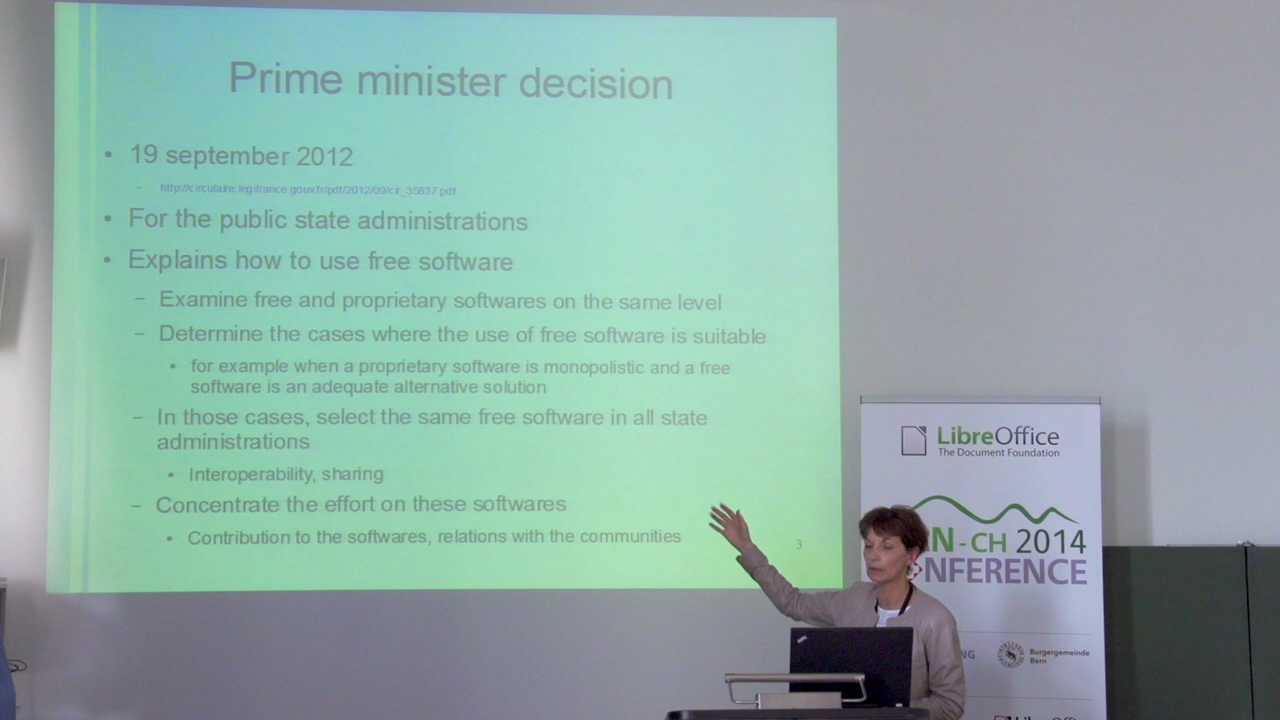 Prime minister decision
• 19 september 2012
– http://circulaire.legifrance.gouv.fr/pdf/2012/09/cir_35837.pdf
• For the public state administrations
• Explains how to use free software
– Examine free and proprietary softwares on the same level
– Determine the cases where the use of free software is suitable
• for example when a proprietary software is monopolistic and a free
software is an adequate alternative solution
– In those cases, select the same free software in all state
administrations
• Interoperability, sharing
– Concentrate the effort on these softwares
• Contribution to the softwares, relations with the communities
3
LibreOffice
The Document Foundation
N - CH 2014
NFERENCE
NG
Burgergemeinde
Bern